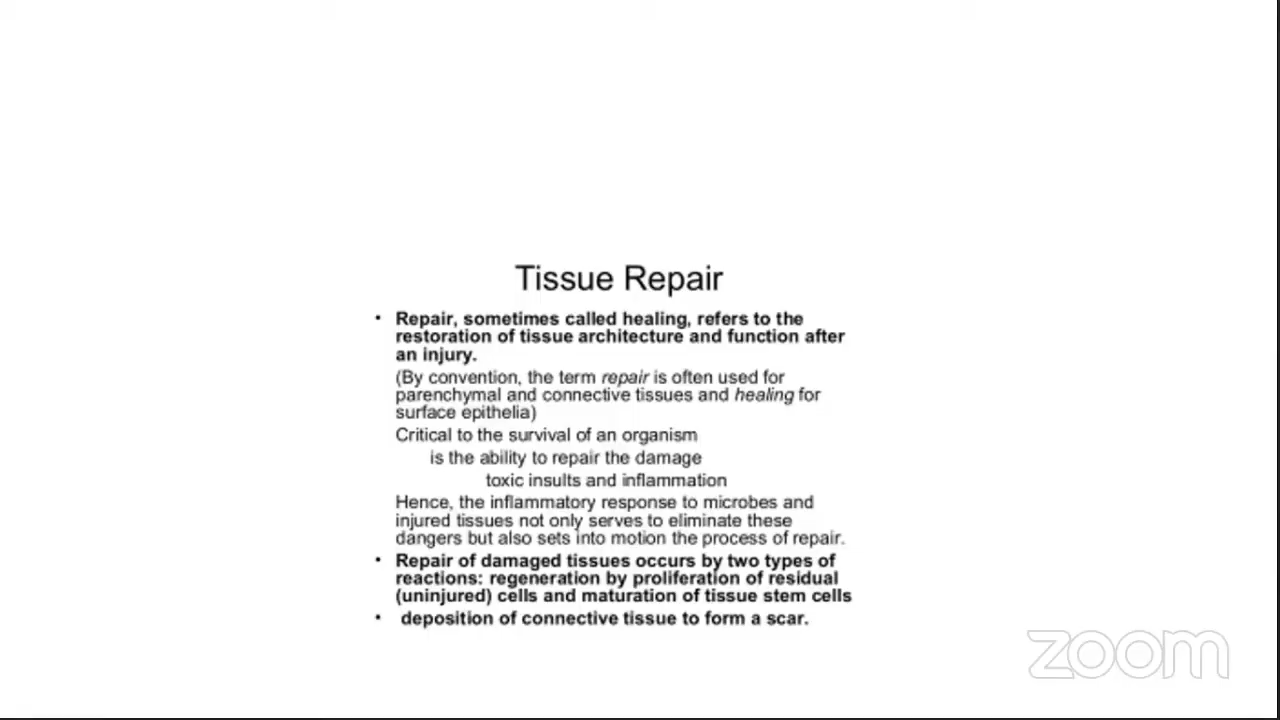 Tissue Repair
• Repair, sometimes called healing, refers to the
restoration of tissue architecture and function after
an injury.
(By convention, the term repair is often used for
parenchymal and connective tissues and healing for
surface epithelia)
Critical to the survival of an organism
is the ability to repair the damage
toxic insults and inflammation
Hence, the inflammatory response to microbes and
injured tissues not only serves to eliminate these
dangers but also sets into motion the process of repair.
• Repair of damaged tissues occurs by two types of
reactions: regeneration by proliferation of residual
(uninjured) cells and maturation of tissue stem cells
• deposition of connective tissue to form a scar.
zoom